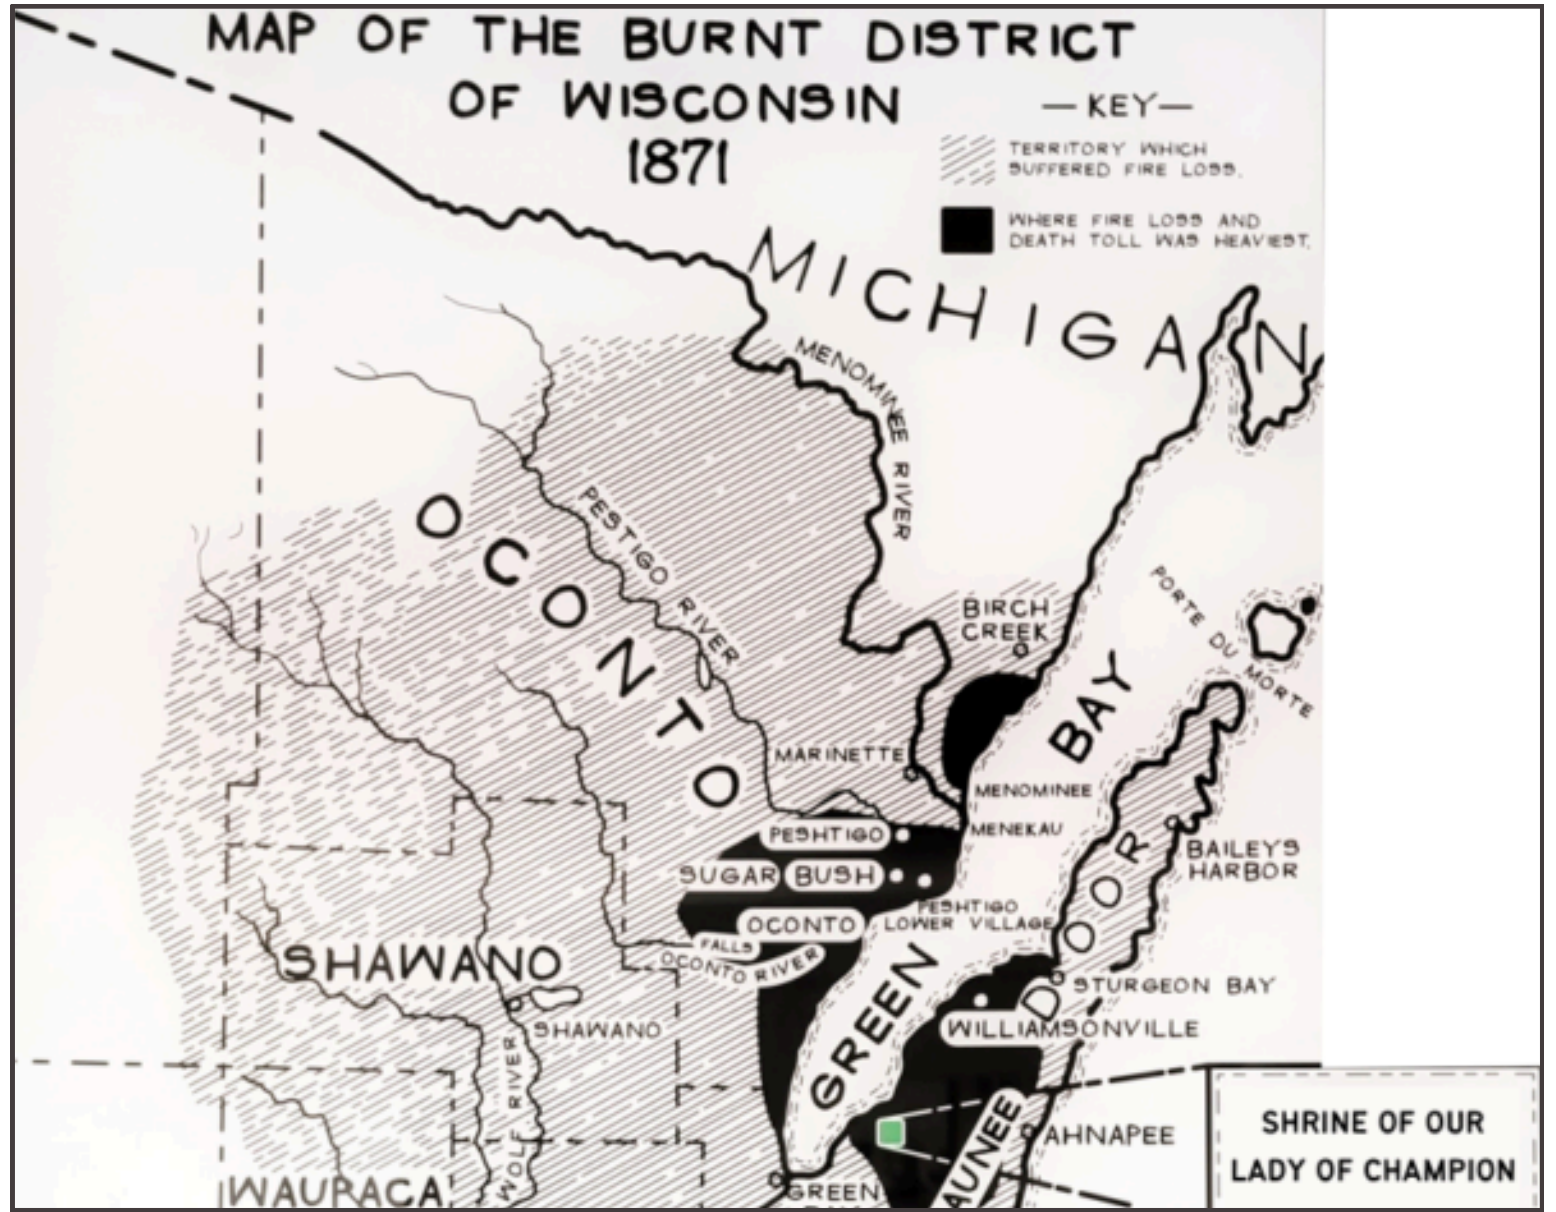 MAP OF THE BURNT DISTRICT
OF WISCONSIN
1871
— KEY —
TERRITORY WHICH
SUFFERED FIRE LOSS.
WHERE FIRE LOSS AND
DEATH TOLL WAS HEAVIEST.
MICHIGAN
MENOMINEE RIVER
PESTIGO RIVER
OCONTO
BIRCH
CREEK
PORTE DU MORTE
GREEN BAY
MARINETTE
MENOMINEE
MENEKAU
PESHTIGO
SUGAR BUSH
PESHTIGO
LOWER VILLAGE
OCONTO
FALLS
OCONTO RIVER
DOOR
BAILEYS
HARBOR
STURGEON BAY
WILLIAMSONVILLE
SHAWANO
SHAWANO
WOLF RIVER
AHNAPEE
AUNEE
GREEN
WAUPACA
SHRINE OF OUR
LADY OF CHAMPION